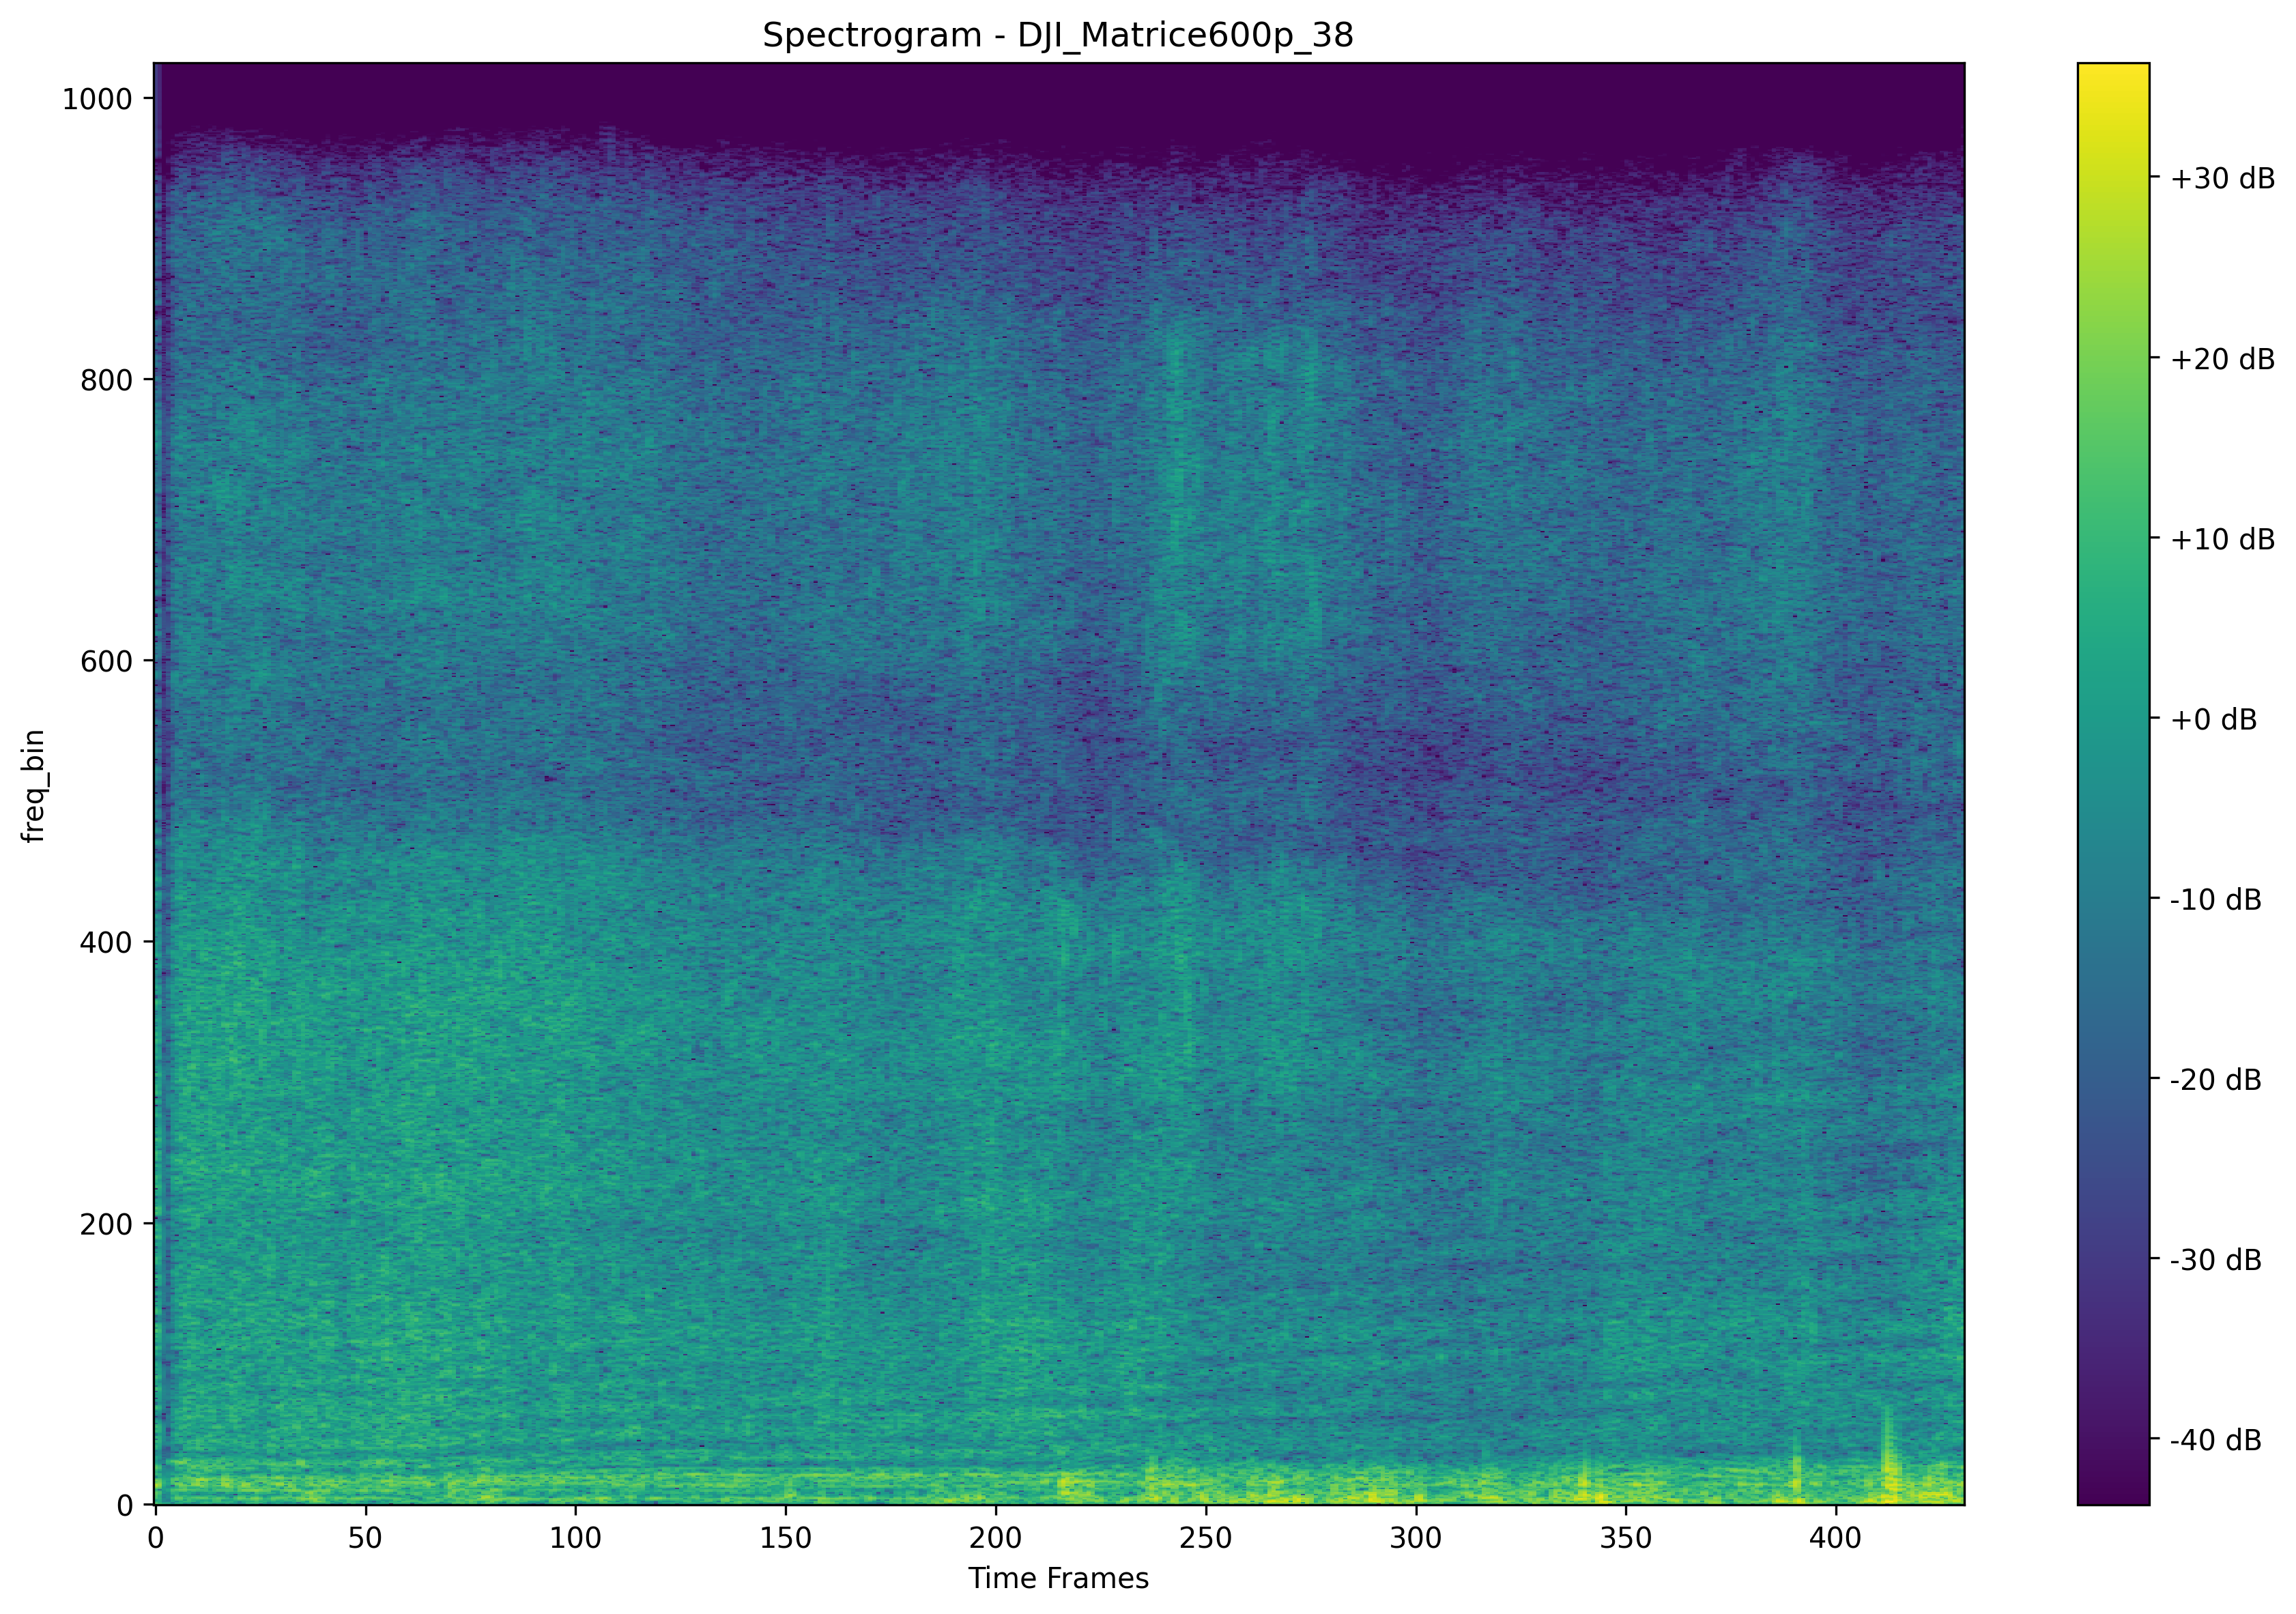 Spectrogram - DJI_Matrice600p_38
1000
800
600
400
200
0
freq_bin
0 50 100 150 200 250 300 350 400
Time Frames
+30 dB
+20 dB
+10 dB
+0 dB
-10 dB
-20 dB
-30 dB
-40 dB